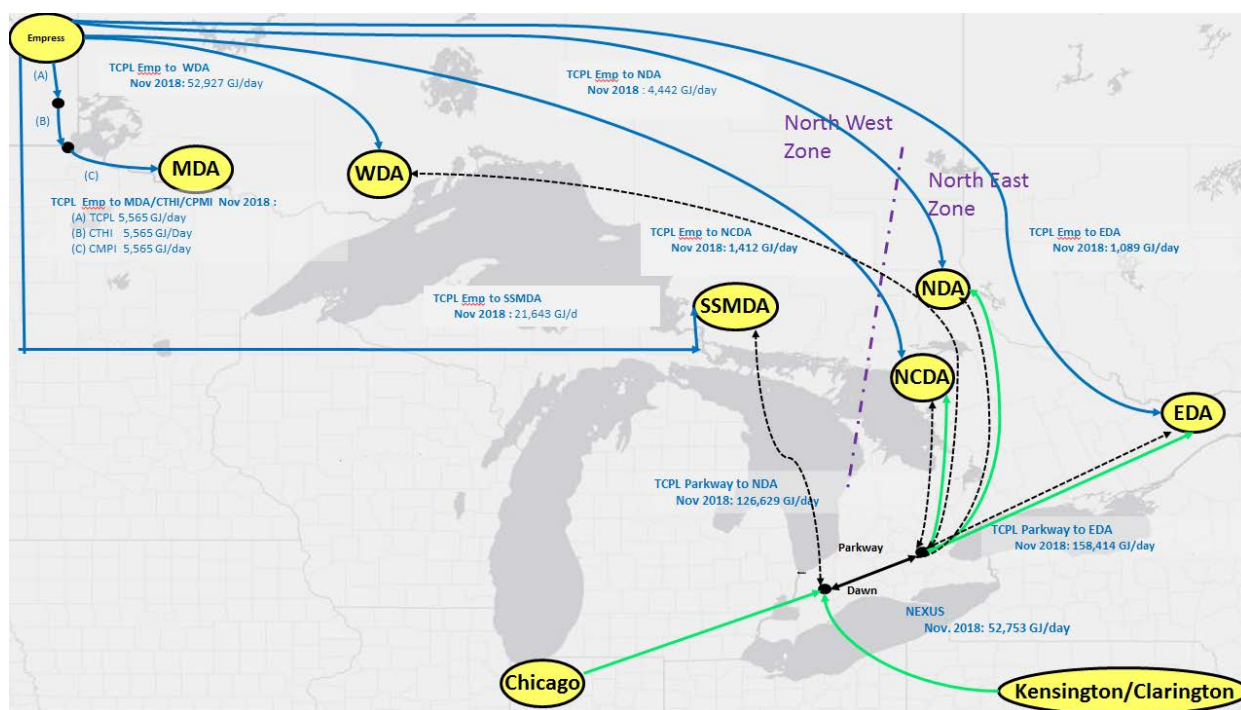 Empress
(A)
TCPL Emp to WDA
Nov 2018: 52,927 GJ/day
TCPL Emp to NDA
Nov 2018 : 4,442 GJ/day
(B)
North West
Zone
MDA
(C)
WDA
North East
Zone
TCPL Emp to MDA/CTHI/CPMI Nov 2018 :
(A) TCPL 5,565 GJ/day
(B) CTHI 5,565 GJ/Day
(C) CMPI 5,565 GJ/day
TCPL Emp to NCDA
Nov 2018: 1,412 GJ/day
TCPL Emp to EDA
Nov 2018: 1,089 GJ/day
TCPL Emp to SSMDA
Nov 2018 : 21,643 GJ/d
NDA
SSMDA
NCDA
EDA
TCPL Parkway to NDA
Nov 2018: 126,629 GJ/day
TCPL Parkway to EDA
Nov 2018: 158,414 GJ/day
Parkway
Dawn
NEXUS
Nov. 2018: 52,753 GJ/day
Chicago
Kensington/Clarington